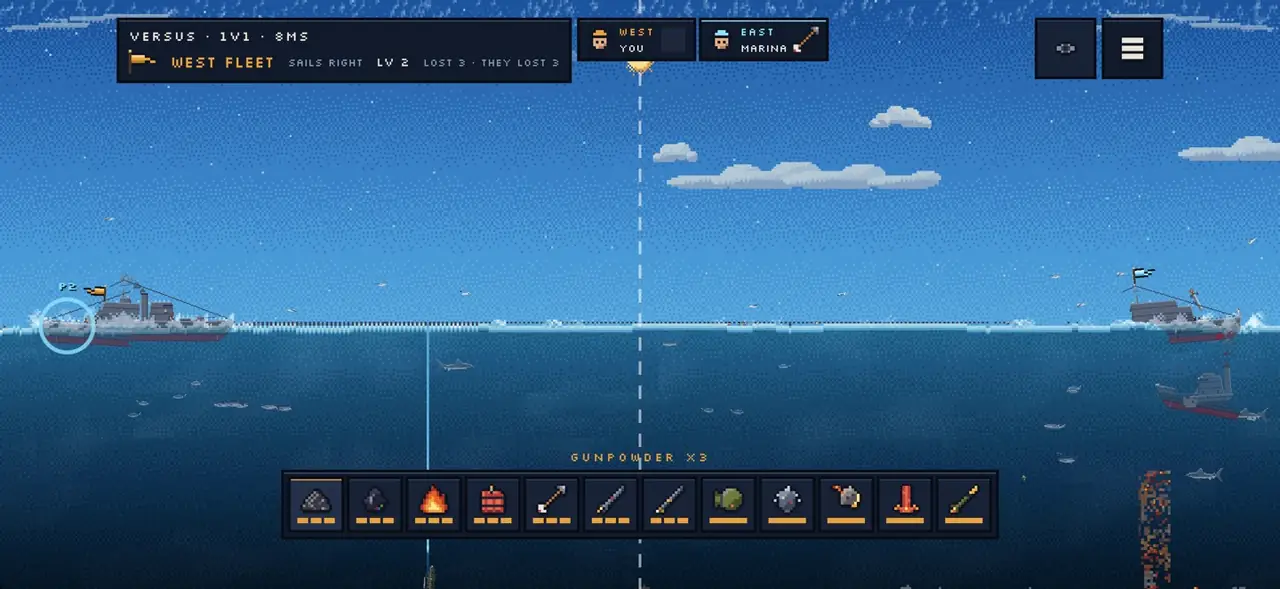 VERSUS · 1V1 · 8MS
WEST FLEET SAILS RIGHT LV 2 LOST 3 · THEY LOST 3
WEST
YOU
EAST
MARINA
P2
GUNPOWDER X3